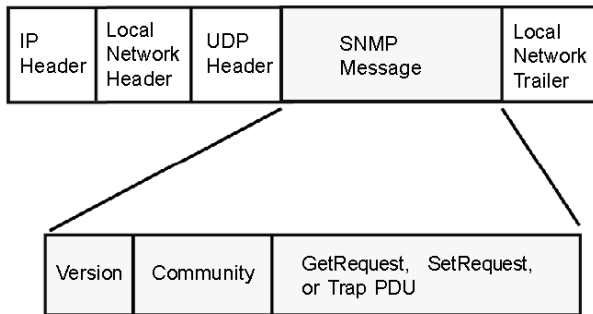 IP
Header
Local
Network
Header
UDP
Header
SNMP
Message
Local
Network
Trailer
Version
Community
GetRequest, SetRequest,
or Trap PDU